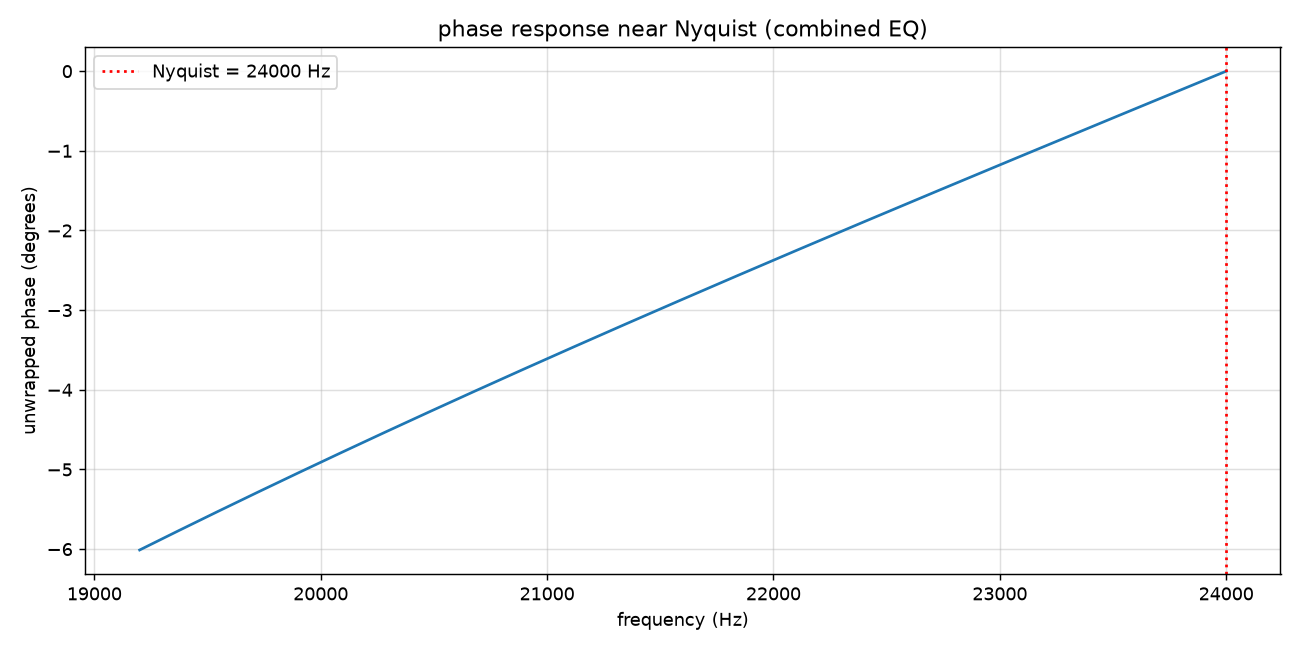 phase response near Nyquist (combined EQ)
Nyquist = 24000 Hz
unwrapped phase (degrees)
0
−1
−2
−3
−4
−5
−6
19000 20000 21000 22000 23000 24000
frequency (Hz)